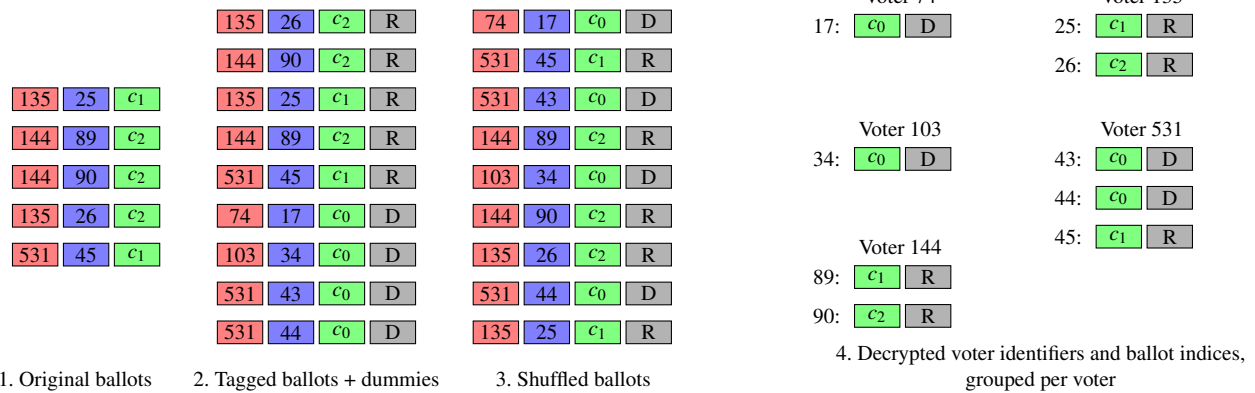 135 25 c₁
144 89 c₂
144 90 c₂
135 26 c₂
531 45 c₁
1. Original ballots
135 26 c₂ R
144 90 c₂ R
135 25 c₁ R
144 89 c₂ R
531 45 c₁ R
74 17 c₀ D
103 34 c₀ D
531 43 c₀ D
531 44 c₀ D
2. Tagged ballots + dummies
74 17 c₀ D
531 45 c₁ R
531 43 c₀ D
144 89 c₂ R
103 34 c₀ D
144 90 c₂ R
135 26 c₂ R
531 44 c₀ D
135 25 c₁ R
3. Shuffled ballots
Voter 74
17: c₀ D
Voter 103
34: c₀ D
Voter 144
89: c₁ R
90: c₂ R
Voter 135
25: c₁ R
26: c₂ R
Voter 531
43: c₀ D
44: c₀ D
45: c₁ R
4. Decrypted voter identifiers and ballot indices,
grouped per voter